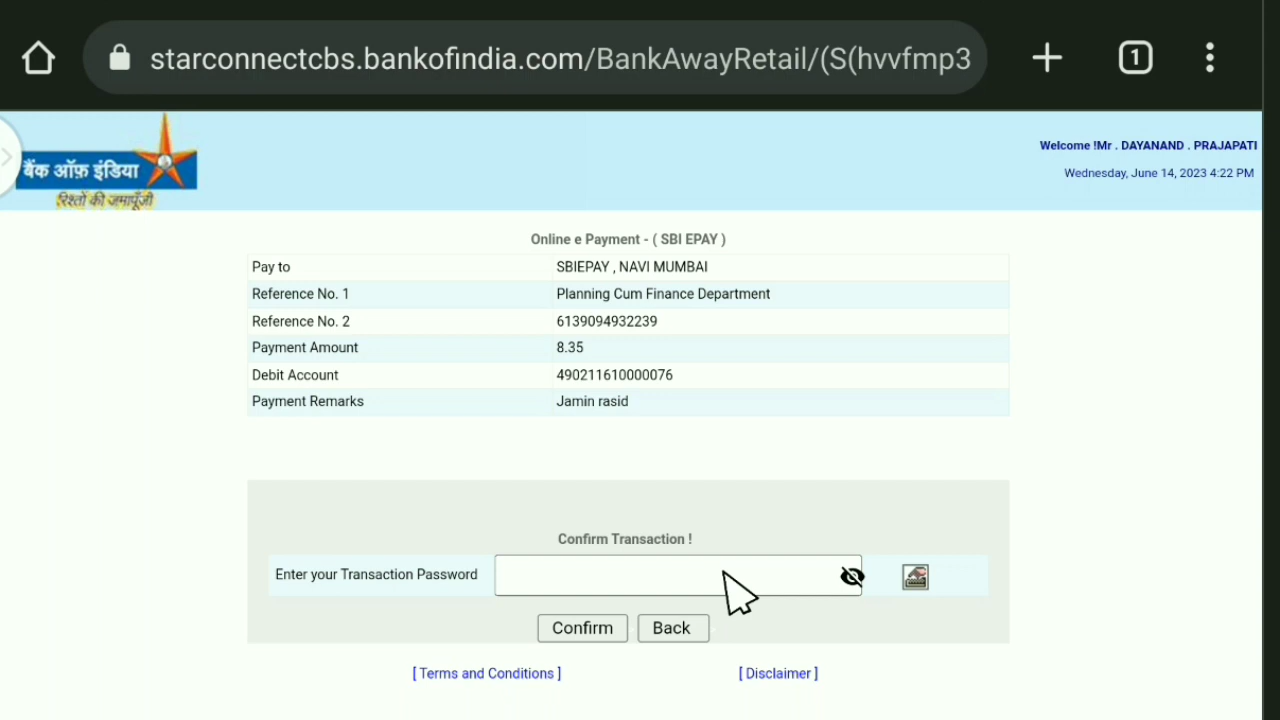 starconnectcbs.bankofindia.com/BankAwayRetail/(S(hvvfmp3
1
बैंक ऑफ़ इंडिया
रिश्तों की जमापूँजी
Welcome !Mr . DAYANAND . PRAJAPATI
Wednesday, June 14, 2023 4:22 PM
Online e Payment - ( SBI EPAY )
Pay to SBIEPAY , NAVI MUMBAI
Reference No. 1 Planning Cum Finance Department
Reference No. 2 6139094932239
Payment Amount 8.35
Debit Account 490211610000076
Payment Remarks Jamin rasid
Confirm Transaction !
Enter your Transaction Password
Confirm Back
[ Terms and Conditions ] [ Disclaimer ]